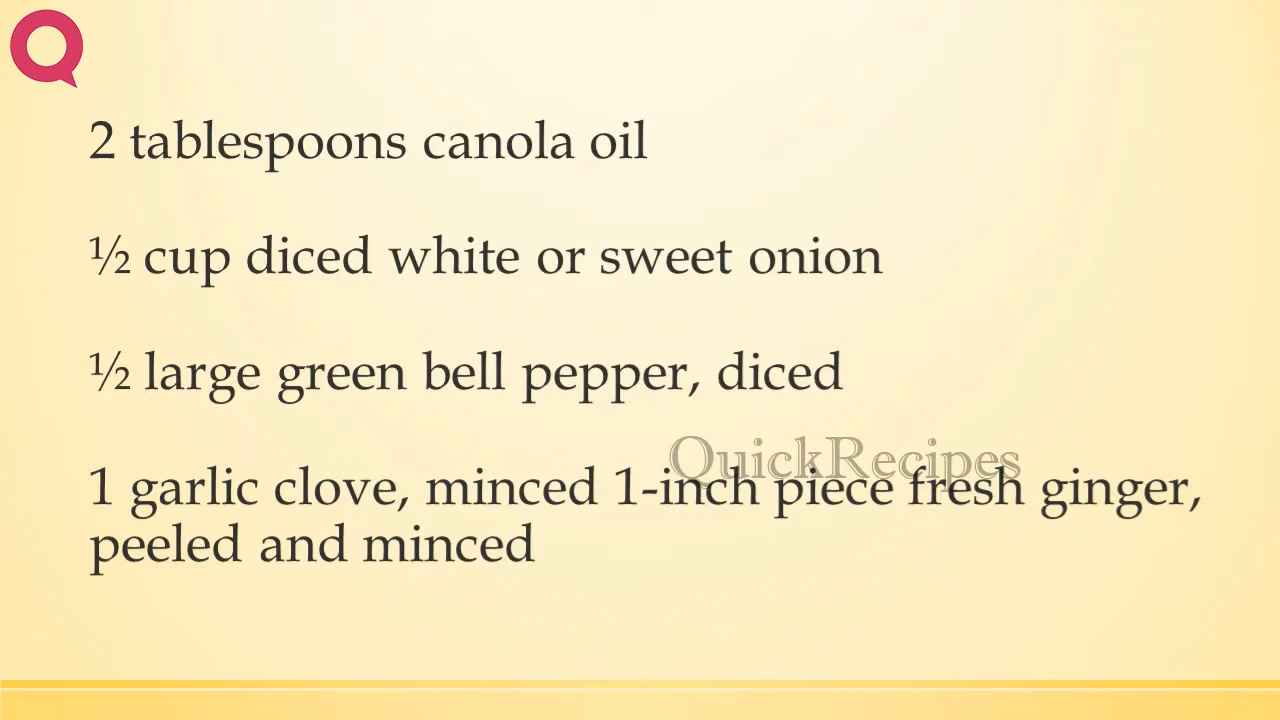 2 tablespoons canola oil
½ cup diced white or sweet onion
½ large green bell pepper, diced
QuickRecipes
1 garlic clove, minced 1-inch piece fresh ginger,
peeled and minced